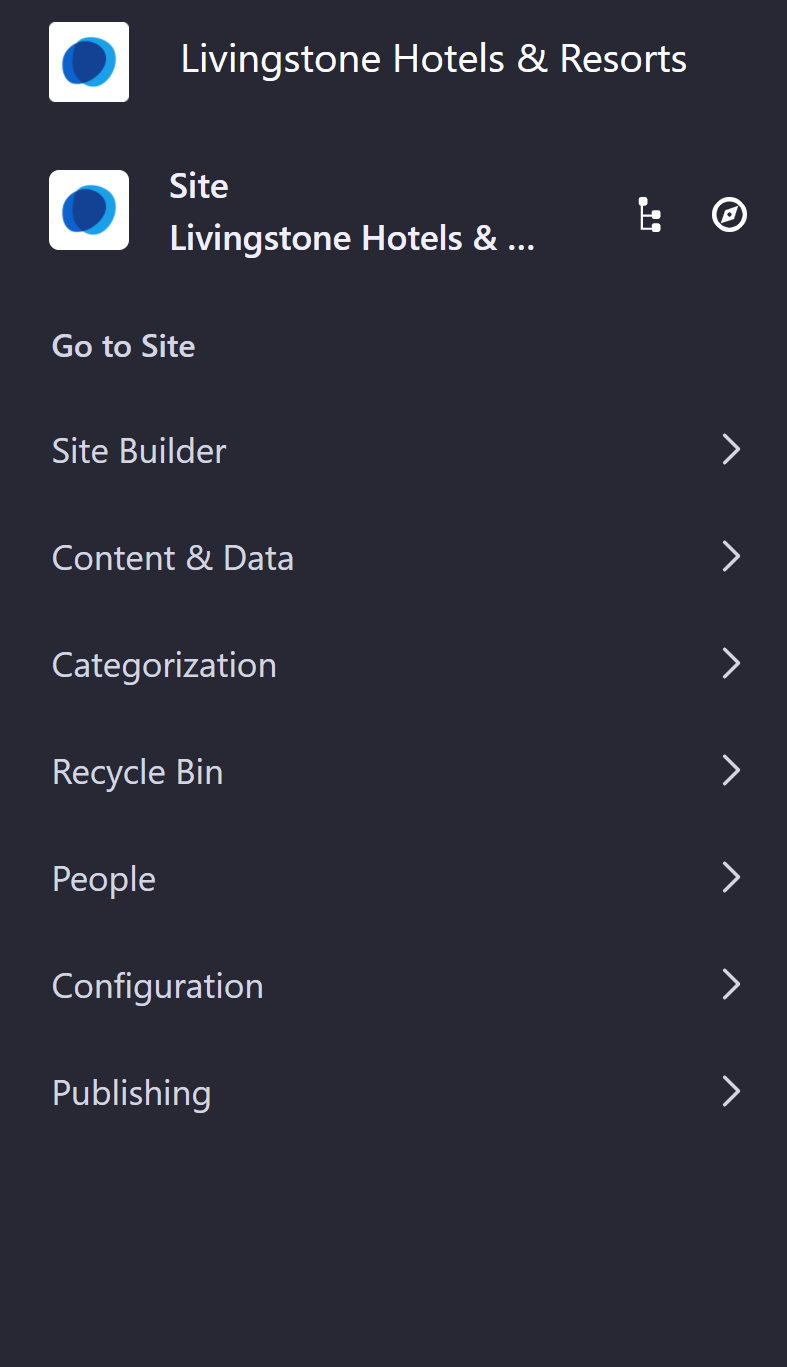 Livingstone Hotels & Resorts
Site
Livingstone Hotels & ...
Go to Site
Site Builder
Content & Data
Categorization
Recycle Bin
People
Configuration
Publishing